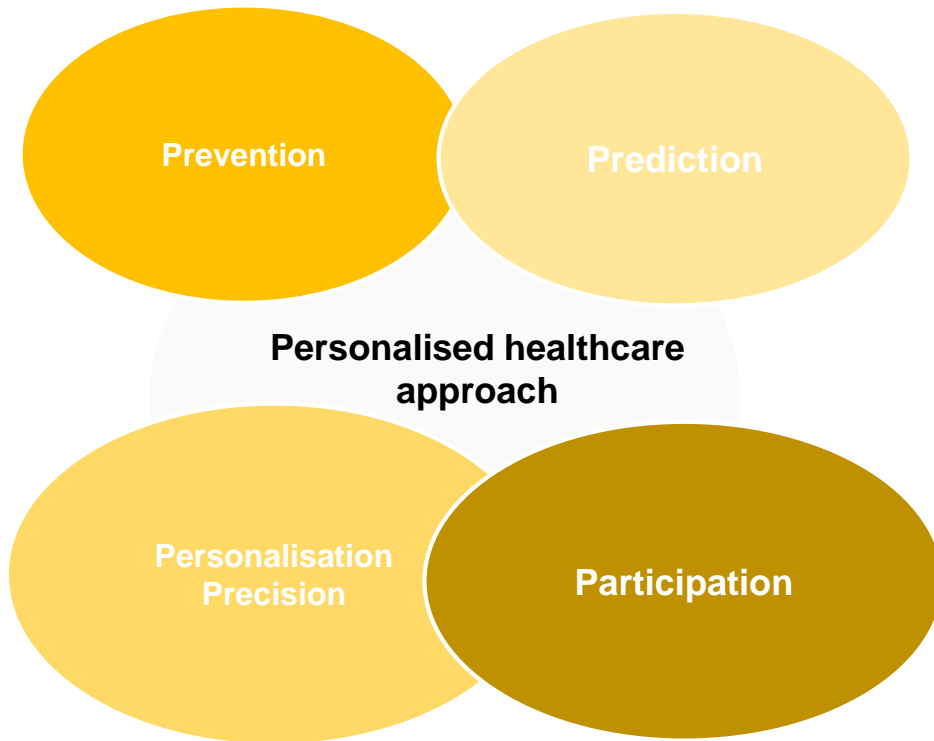 Prevention
Prediction
Personalised healthcare
approach
Personalisation
Precision
Participation